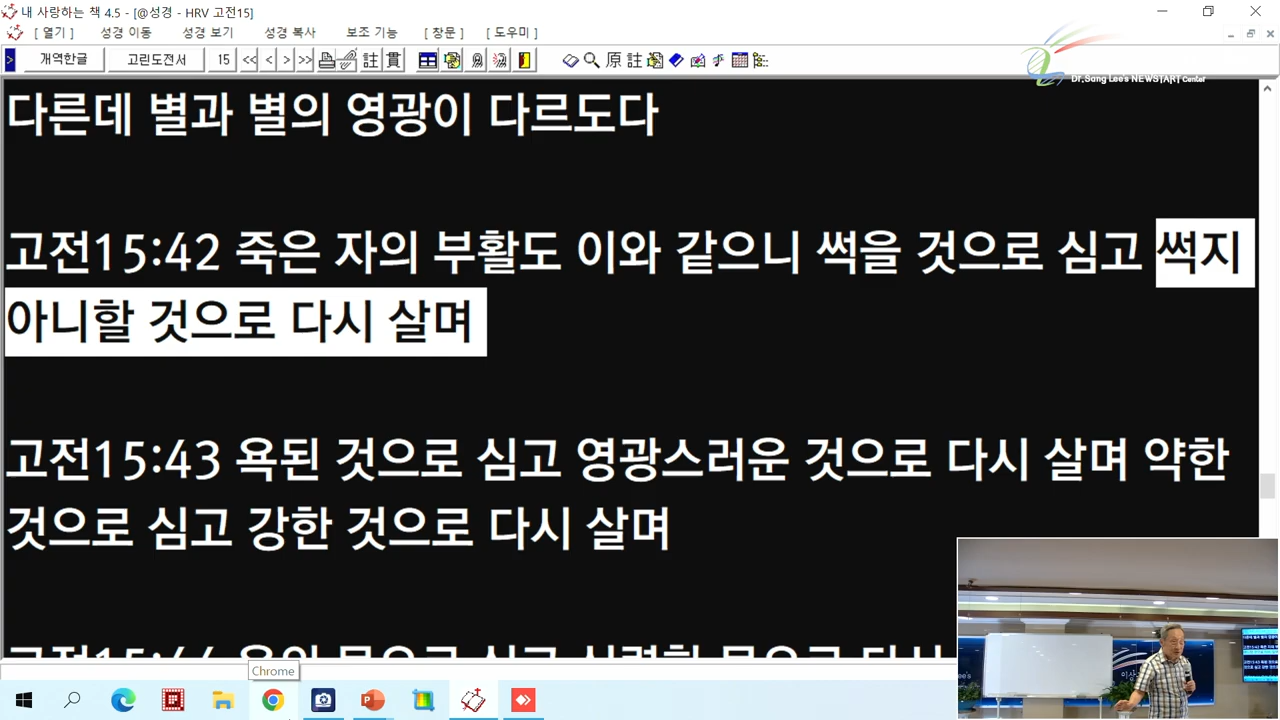 내 사랑하는 책 4.5 - [@성경 - HRV 고전15]
[ 열기 ] 성경 이동 성경 보기 성경 복사 보조 기능 [ 창문 ] [ 도우미 ]
개역한글 고린도전서 15 << < > >> 註 貫 原 註
Dr.Sang Lee's NEWSTART Center
다른데 별과 별의 영광이 다르도다
고전15:42 죽은 자의 부활도 이와 같으니 썩을 것으로 심고 썩지
아니할 것으로 다시 살며
고전15:43 욕된 것으로 심고 영광스러운 것으로 다시 살며 약한
것으로 심고 강한 것으로 다시 살며
Chrome